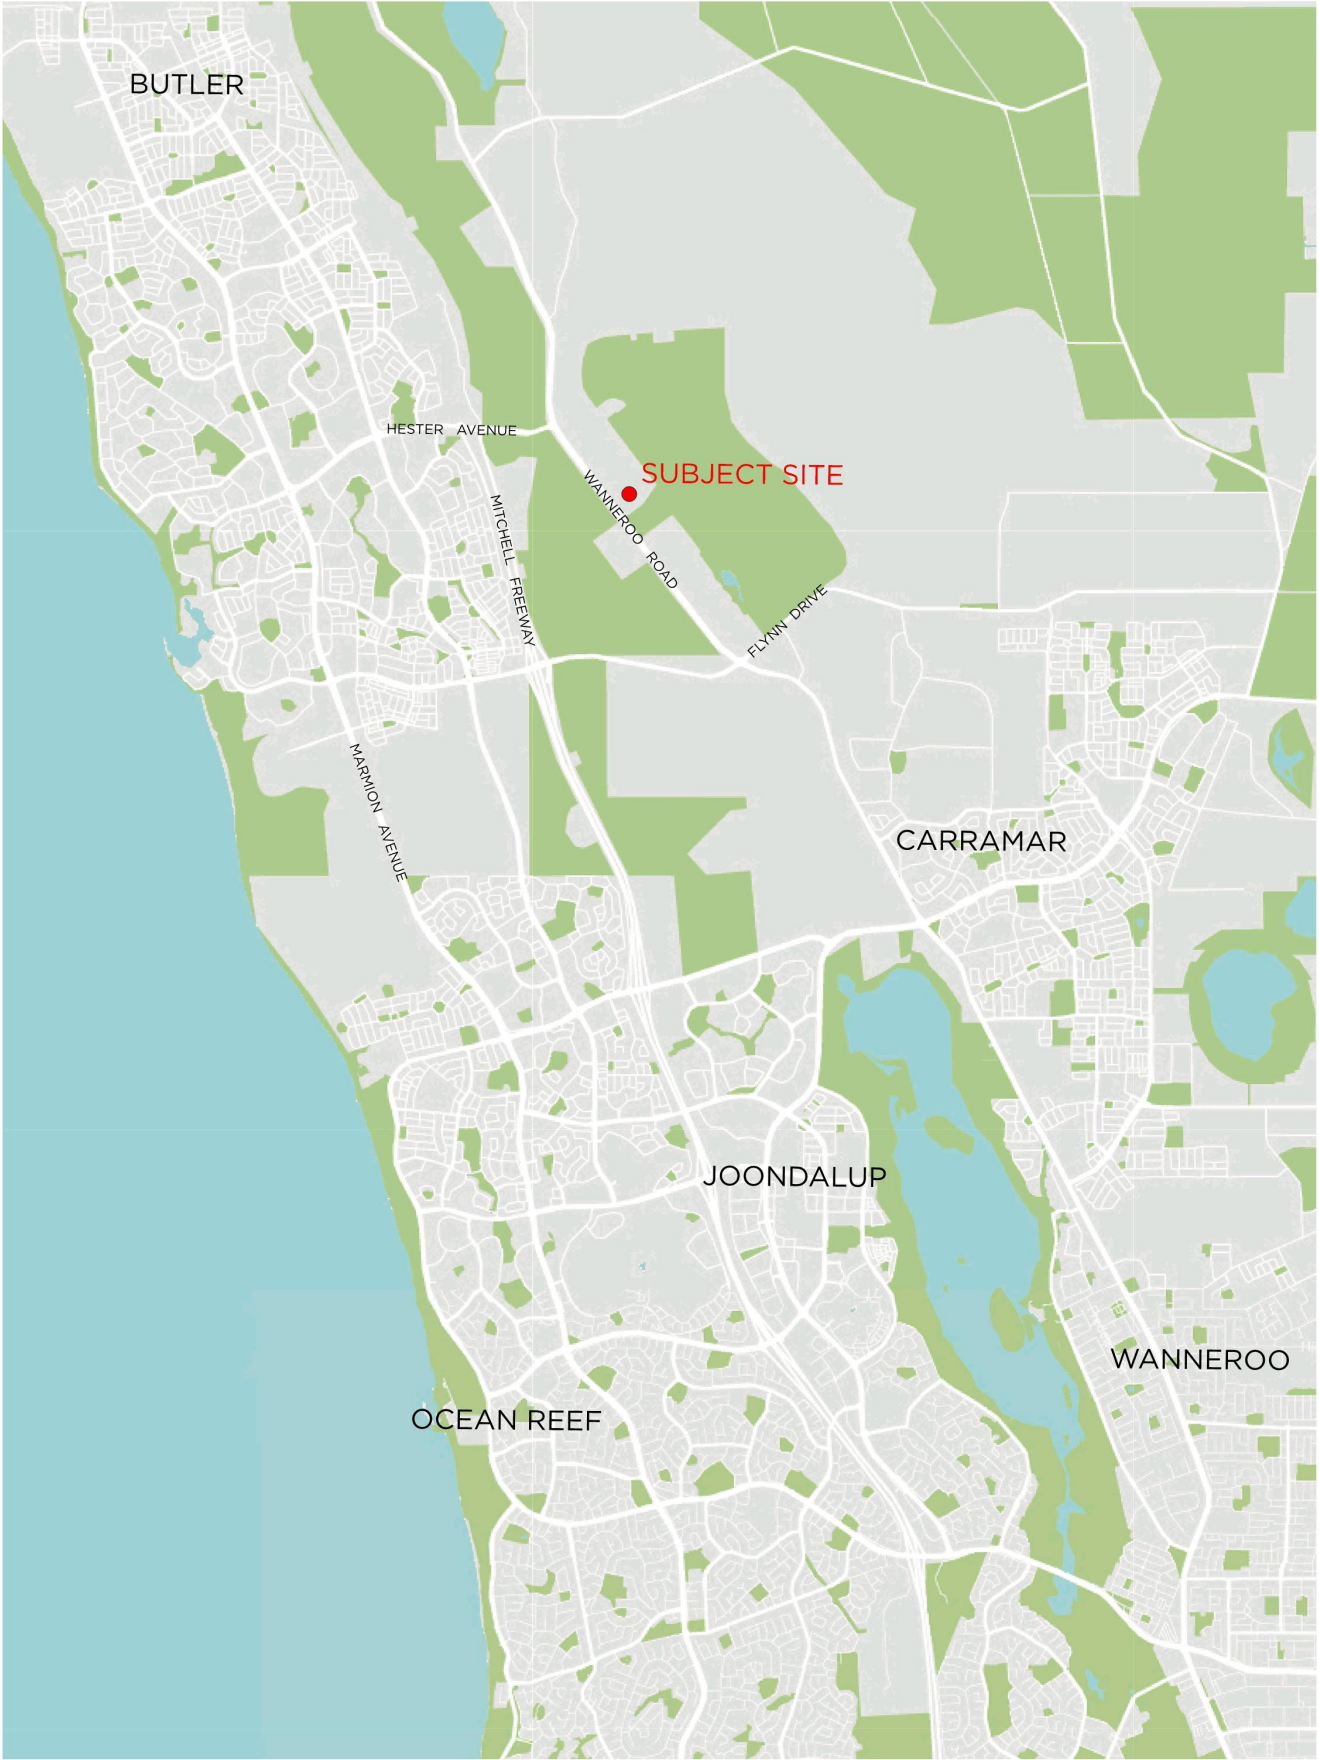 BUTLER
HESTER AVENUE
SUBJECT SITE
WANNEROO ROAD
MITCHELL FREEWAY
FLYNN DRIVE
MARMION AVENUE
CARRAMAR
JOONDALUP
WANNEROO
OCEAN REEF